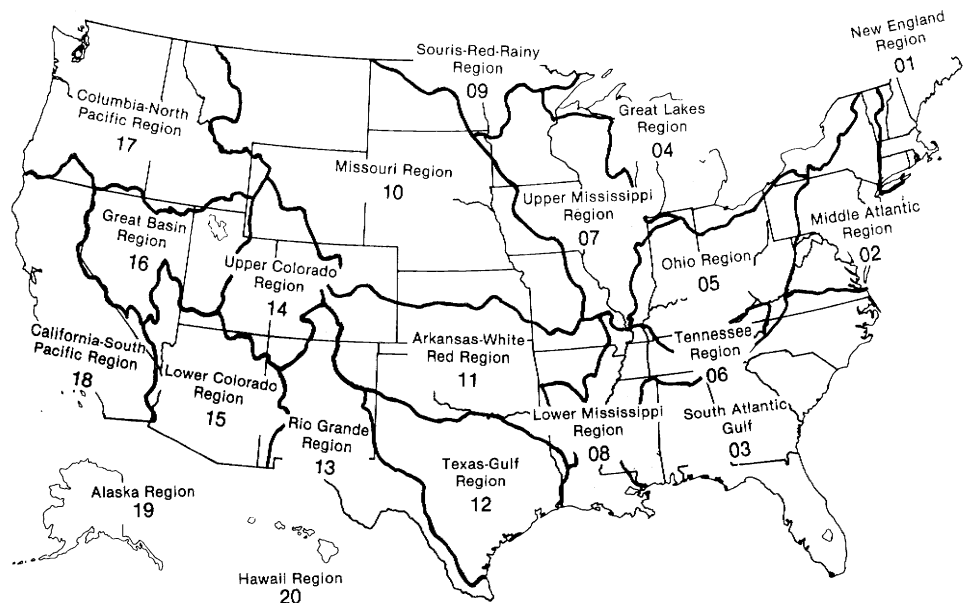 New England
Region
01
Souris-Red-Rainy
Region
09
Great Lakes
Region
04
Columbia-North
Pacific Region
17
Missouri Region
10
Upper Mississippi
Region
07
Middle Atlantic
Region
02
Great Basin
Region
16
Upper Colorado
Region
14
Ohio Region
05
California-South
Pacific Region
18
Arkansas-White
Red Region
11
Tennessee
Region
06
Lower Colorado
Region
15
Rio Grande
Region
13
Lower Mississippi
Region
08
South Atlantic
Gulf
03
Texas-Gulf
Region
12
Alaska Region
19
Hawaii Region
20